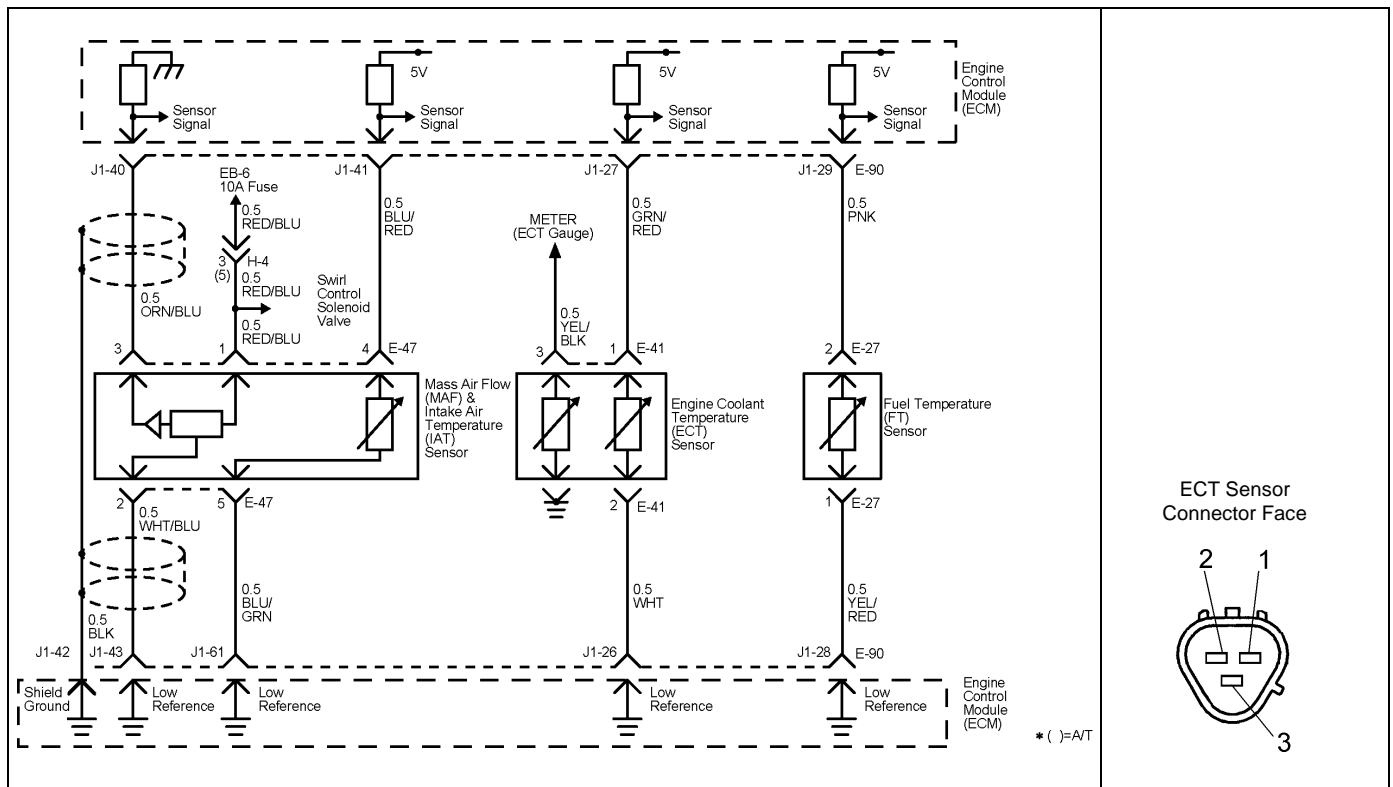 5V
5V
5V
Engine
Control
Module
(ECM)
Sensor
Signal
Sensor
Signal
Sensor
Signal
Sensor
Signal
J1-40
J1-41
J1-27
J1-29
E-90
EB-6
10A Fuse
0.5
RED/BLU
0.5
BLU/
RED
METER
(ECT Gauge)
0.5
GRN/
RED
0.5
PNK
3
(5)
H-4
0.5
RED/BLU
Swirl
Control
Solenoid
Valve
0.5
ORN/BLU
0.5
RED/BLU
0.5
YEL/
BLK
3
1
4
E-47
3
1
E-41
2
E-27
Mass Air Flow
(MAF) &
Intake Air
Temperature
(IAT)
Sensor
Engine Coolant
Temperature
(ECT)
Sensor
Fuel Temperature
(FT)
Sensor
2
5
E-47
2
E-41
1
E-27
0.5
WHT/BLU
0.5
BLK
0.5
BLU/
GRN
0.5
WHT
0.5
YEL/
RED
J1-42
J1-43
J1-61
J1-26
J1-28
E-90
Shield
Ground
Low
Reference
Low
Reference
Low
Reference
Low
Reference
Engine
Control
Module
(ECM)
* ( )=A/T
ECT Sensor
Connector Face
2
1
3